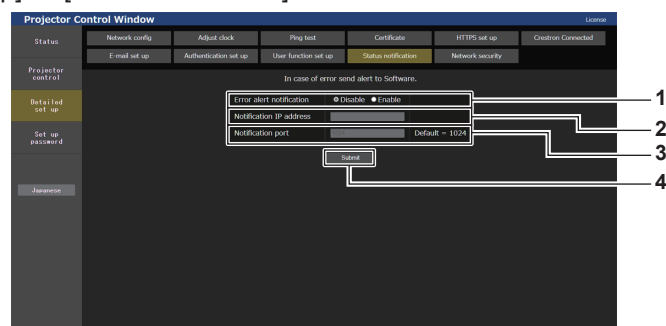 Projector Control Window
License
Status
Network config
Adjust clock
Ping test
Certificate
HTTPS set up
Crestron Connected
E-mail set up
Authentication set up
User function set up
Status notification
Network security
Projector
control
Detailed
set up
Set up
password
Japanese
In case of error send alert to Software.
Error alert notification
Disable
Enable
Notification IP address
Notification port
Default = 1024
Submit
1
2
3
4